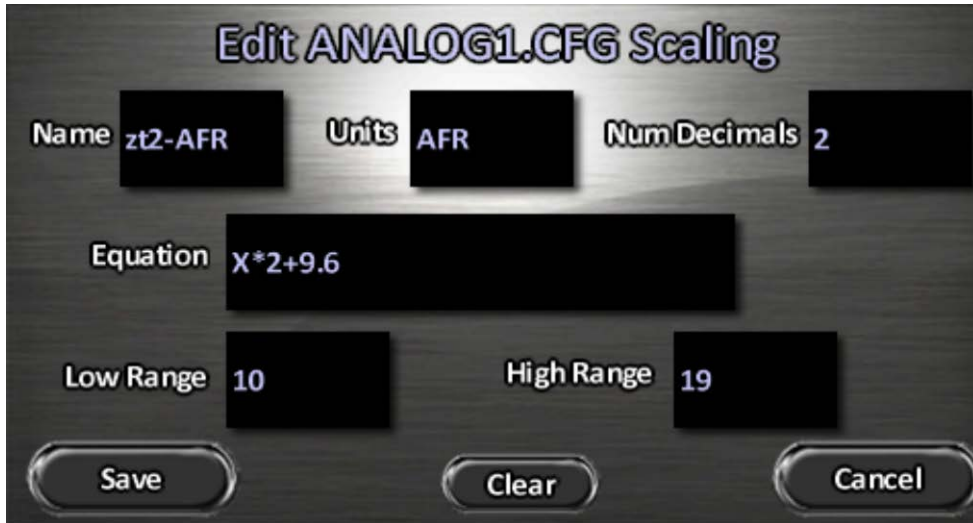 Edit ANALOG1.CFG Scaling
Name zt2-AFR Units AFR Num Decimals 2
Equation X*2+9.6
Low Range 10 High Range 19
Save Clear Cancel